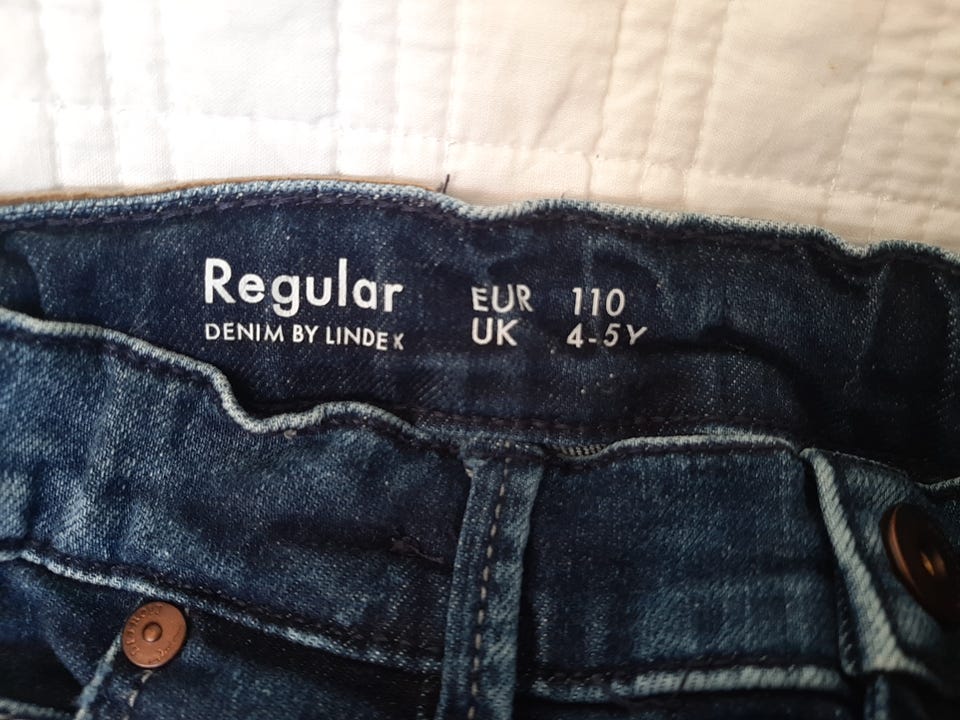 Regular
DENIM BY LINDEX
EUR 110
UK 4-5Y